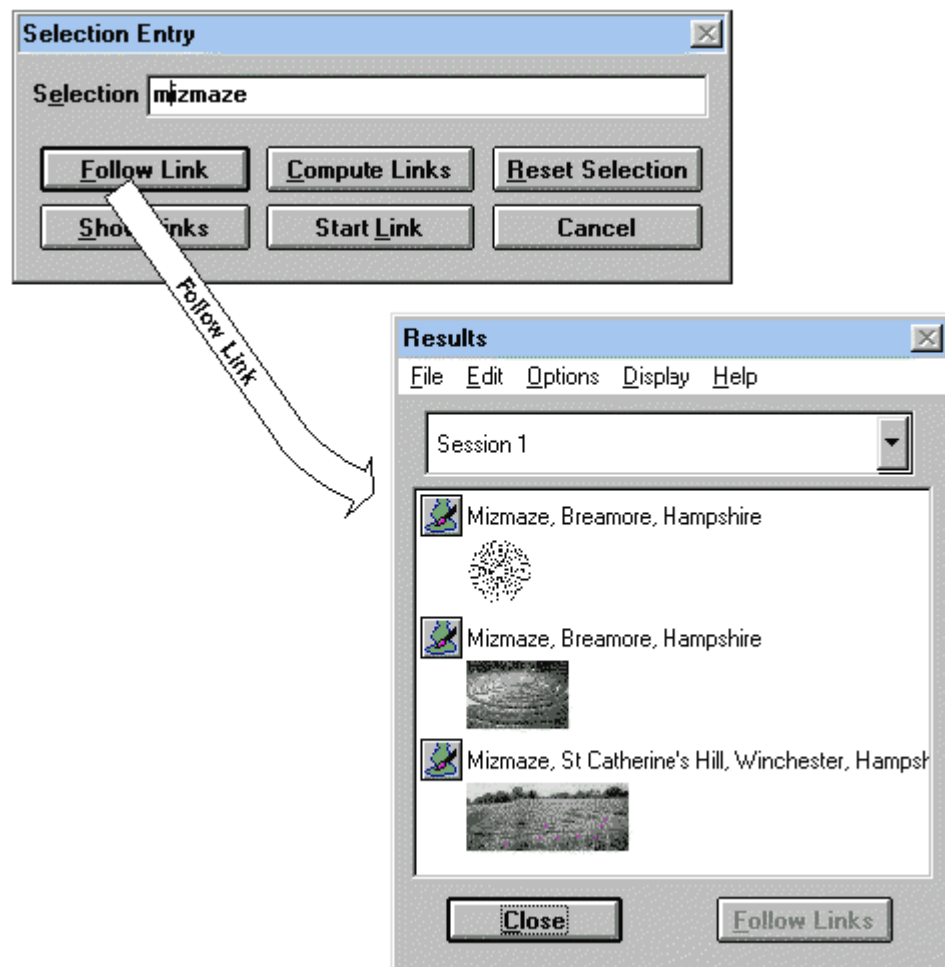 Selection Entry
Selection mizmaze
Follow Link Compute Links Reset Selection
Show Links Start Link Cancel
Follow Link
Results
File Edit Options Display Help
Session 1
Mizmaze, Breamore, Hampshire
Mizmaze, Breamore, Hampshire
Mizmaze, St Catherine's Hill, Winchester, Hampsh
Close Follow Links